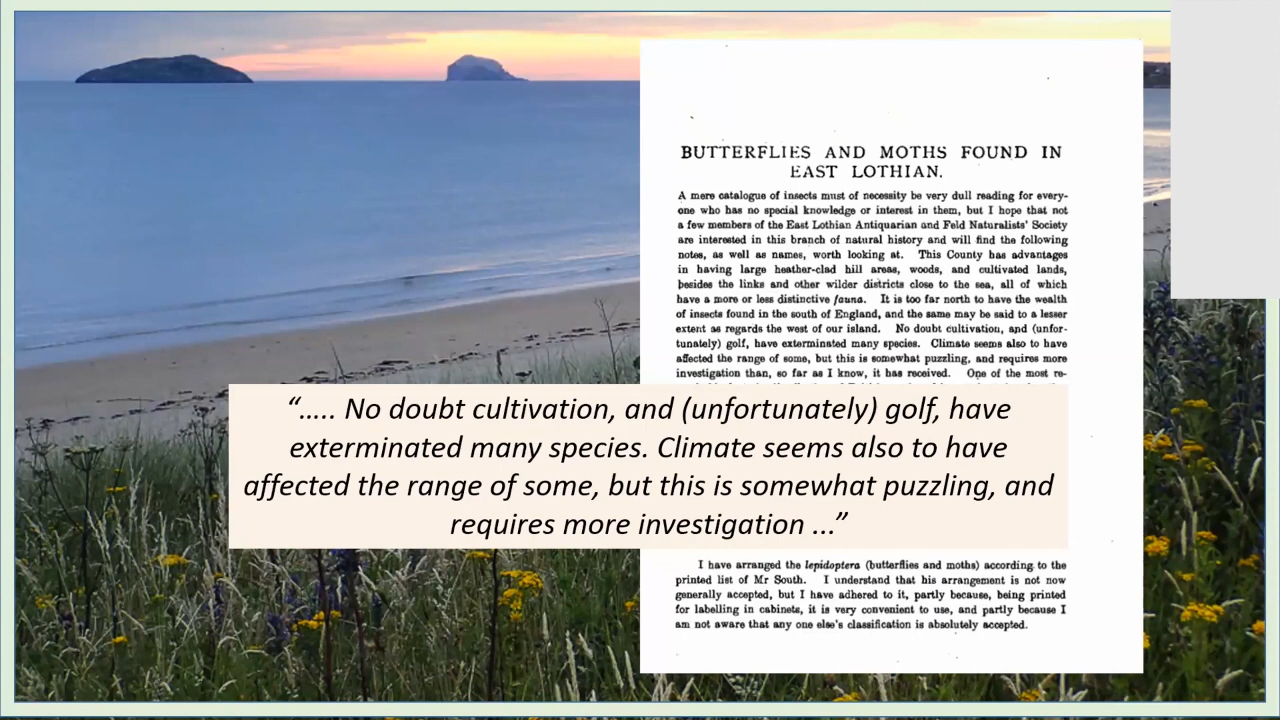 BUTTERFLIES AND MOTHS FOUND IN
EAST LOTHIAN.
A mere catalogue of insects must of necessity be very dull reading for every-
one who has no special knowledge or interest in them, but I hope that not
a few members of the East Lothian Antiquarian and Feld Naturalists' Society
are interested in this branch of natural history and will find the following
notes, as well as names, worth looking at. This County has advantages
in having large heather-clad hill areas, woods, and cultivated lands,
besides the links and other wilder districts close to the sea, all of which
have a more or less distinctive fauna. It is too far north to have the wealth
of insects found in the south of England, and the same may be said to a lesser
extent as regards the west of our island. No doubt cultivation, and (unfor-
tunately) golf, have exterminated many species. Climate seems also to have
affected the range of some, but this is somewhat puzzling, and requires more
investigation than, so far as I know, it has received. One of the most re-
“….. No doubt cultivation, and (unfortunately) golf, have
exterminated many species. Climate seems also to have
affected the range of some, but this is somewhat puzzling, and
requires more investigation ...”
I have arranged the lepidoptera (butterflies and moths) according to the
printed list of Mr South. I understand that his arrangement is not now
generally accepted, but I have adhered to it, partly because, being printed
for labelling in cabinets, it is very convenient to use, and partly because I
am not aware that any one else's classification is absolutely accepted.